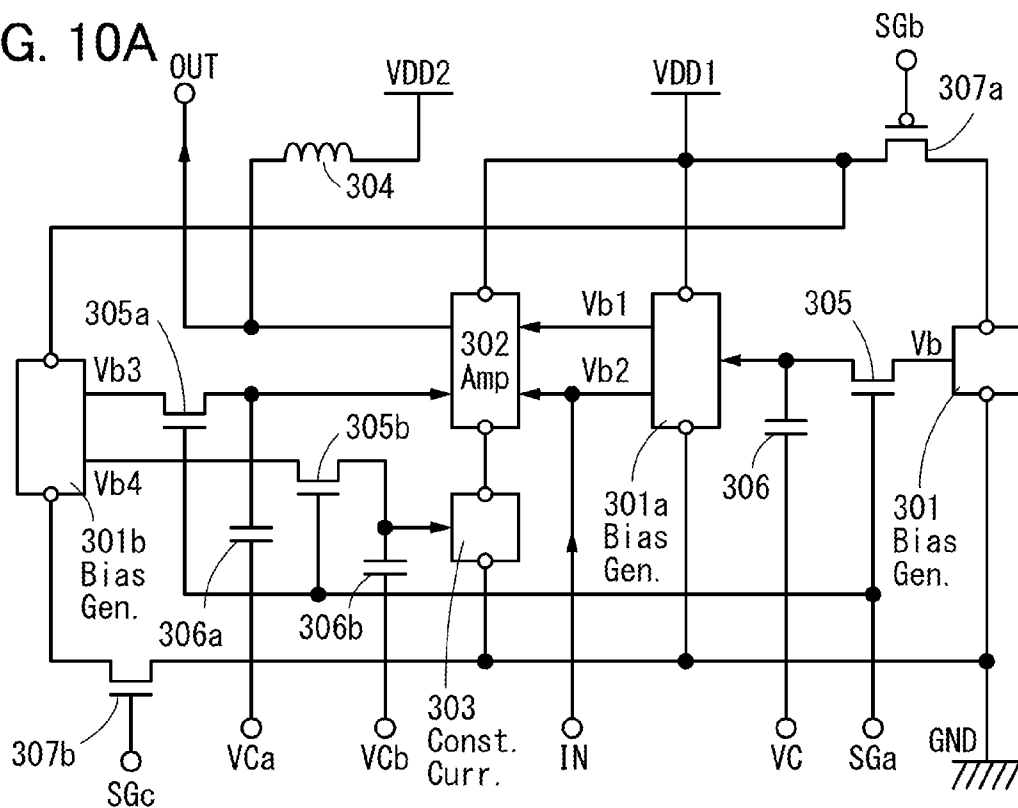 G. 10A
OUT
VDD2
VDD1
SGb
307a
304
305a
Vb3
302
Amp
Vb1
Vb2
305
Vb
305b
Vb4
301b
Bias
Gen.
306a
306b
301a
Bias
Gen.
306
301
Bias
Gen.
307b
SGc
VCa
VCb
303
Const.
Curr.
IN
VC
SGa
GND